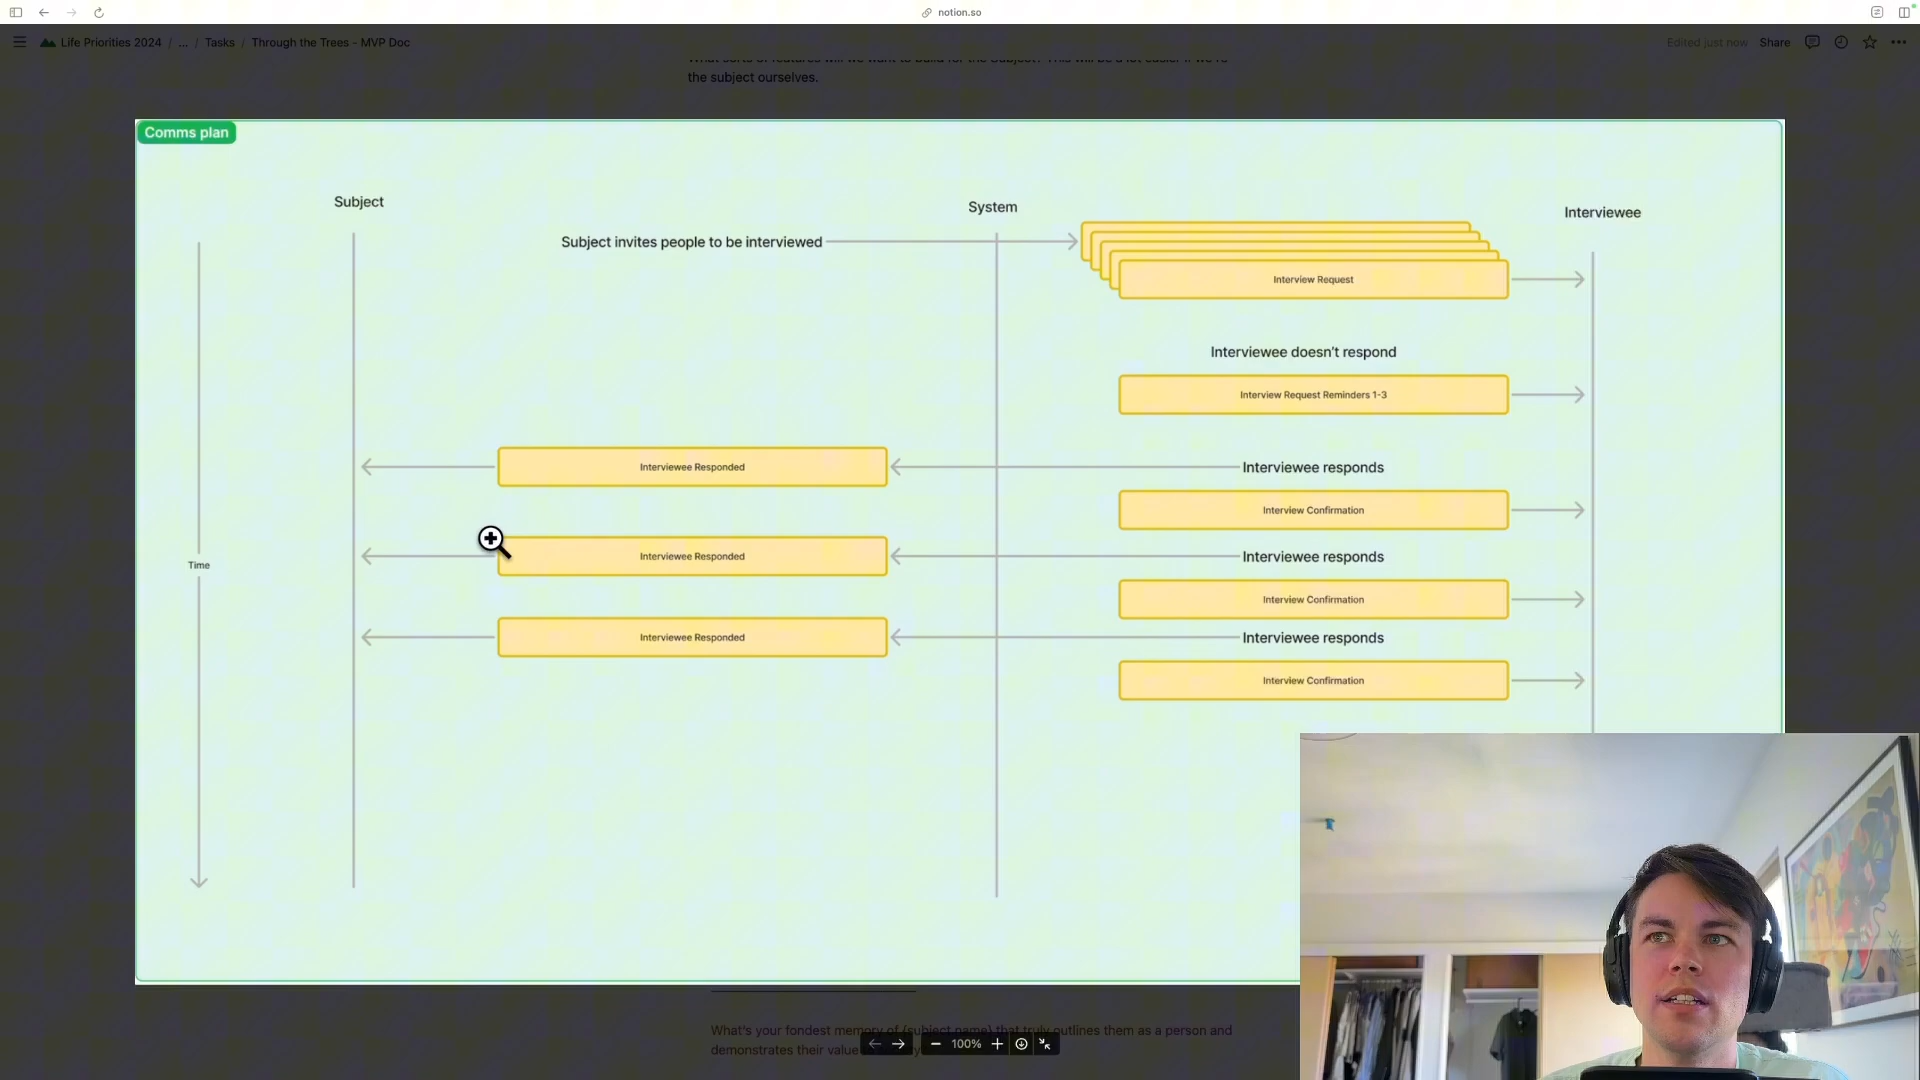 notion.so
Life Priorities 2024 / ... / Tasks / Through the Trees - MVP Doc
Edited just now Share
the subject ourselves.
Comms plan
Subject
System
Interviewee
Subject invites people to be interviewed
Interview Request
Interviewee doesn't respond
Interview Request Reminders 1-3
Interviewee Responded
Interviewee responds
Interview Confirmation
Interviewee Responded
Interviewee responds
Time
Interview Confirmation
Interviewee Responded
Interviewee responds
Interview Confirmation
What's your fondest memory of {subject name} that truly outlines them as a person and
demonstrates their value
100%